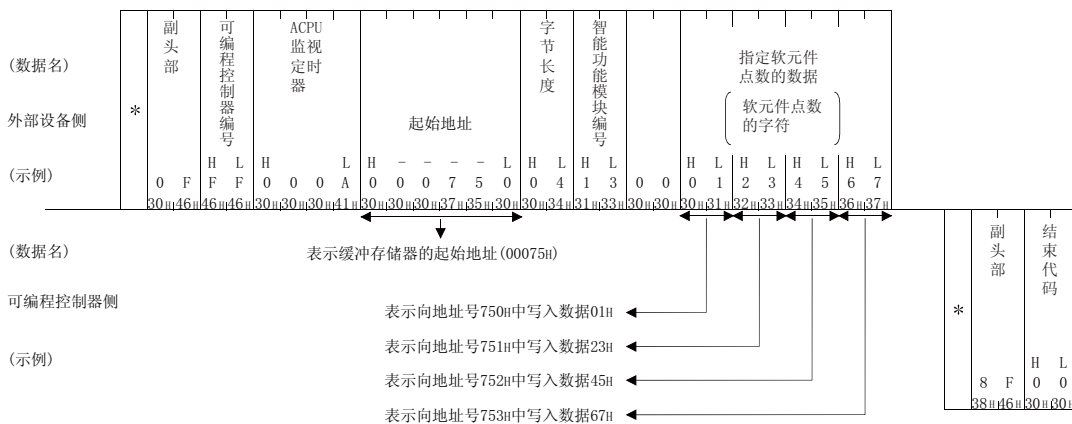 (数据名)
外部设备侧
(示例)
*
副头部
可编程控制器编号
ACPU
监视
定时
器
起始地址
字节长度
智能功能模块编号
指定软元件
点数的数据
软元件点数
的字符
H L H L H - - - - L H L H L H L H L H L H L
0 F F F 0 0 0 A 0 0 0 7 5 0 0 4 1 3 0 0 0 1 2 3 4 5 6 7
30H 46H 46H 46H 30H 30H 30H 41H 30H 30H 30H 37H 35H 30H 30H 34H 31H 33H 30H 30H 30H 31H 32H 33H 34H 35H 36H 37H
(数据名)
可编程控制器侧
(示例)
表示缓冲存储器的起始地址(00075H)
表示向地址号750H中写入数据01H
表示向地址号751H中写入数据23H
表示向地址号752H中写入数据45H
表示向地址号753H中写入数据67H
*
副头部
结束代码
H L
8 F 0 0
38H 46H 30H 30H